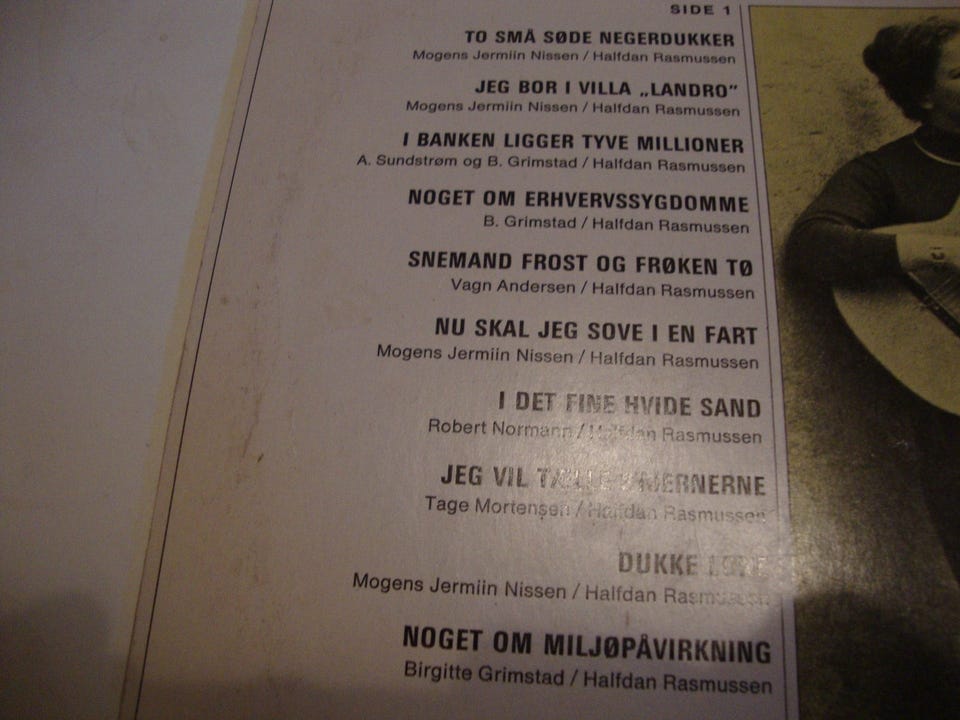 SIDE 1
TO SMÅ SØDE NEGERDUKKER
Mogens Jermiin Nissen / Halfdan Rasmussen
JEG BOR I VILLA „LANDRO”
Mogens Jermiin Nissen / Halfdan Rasmussen
I BANKEN LIGGER TYVE MILLIONER
A. Sundstrøm og B. Grimstad / Halfdan Rasmussen
NOGET OM ERHVERVSSYGDOMME
B. Grimstad / Halfdan Rasmussen
SNEMAND FROST OG FRØKEN TØ
Vagn Andersen / Halfdan Rasmussen
NU SKAL JEG SOVE I EN FART
Mogens Jermiin Nissen / Halfdan Rasmussen
I DET FINE HVIDE SAND
Robert Normann / Halfdan Rasmussen
JEG VIL TÆLLE STJERNERNE
Tage Mortensen / Halfdan Rasmussen
DUKKE
Mogens Jermiin Nissen / Halfdan Rasmussen
NOGET OM MILJØPÅVIRKNING
Birgitte Grimstad / Halfdan Rasmussen